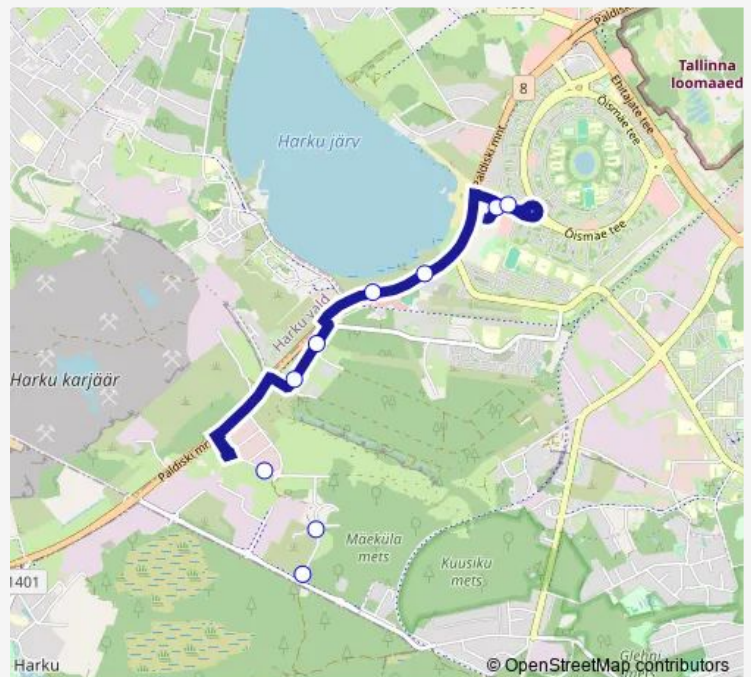 Paldiski
Tallinna
loomaaed
8
Ehitajate tee
Õismäe tee
Harku järv
Paldiski mnt
Õismäe tee
Harku vald
Harku karjäär
Paldiski mnt
Mäeküla
mets
Kuusiku
mets
1401
Harku
© OpenStreetMap contributors